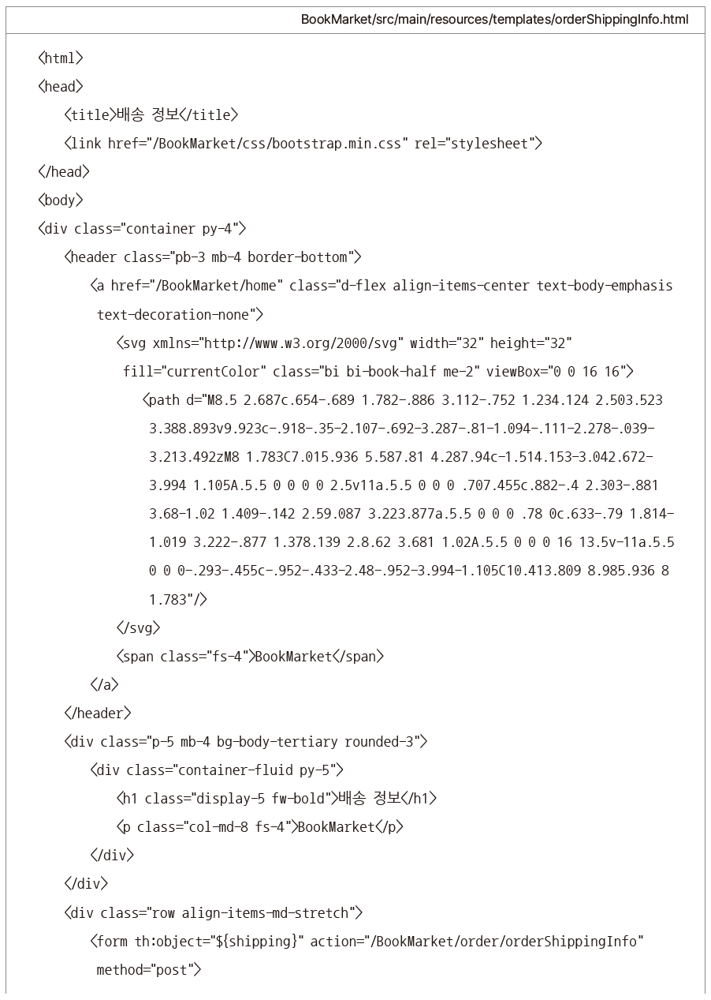 BookMarket/src/main/resources/templates/orderShippingInfo.html
<html>
<head>
<title>배송 정보</title>
<link href="/BookMarket/css/bootstrap.min.css" rel="stylesheet">
</head>
<body>
<div class="container py-4">
<header class="pb-3 mb-4 border-bottom">
<a href="/BookMarket/home" class="d-flex align-items-center text-body-emphasis
text-decoration-none">
<svg xmlns="http://www.w3.org/2000/svg" width="32" height="32"
fill="currentColor" class="bi bi-book-half me-2" viewBox="0 0 16 16">
<path d="M8.5 2.687c.654-.689 1.782-.886 3.112-.752 1.234.124 2.503.523
3.388.893v9.923c-.918-.35-2.107-.692-3.287-.81-1.094-.111-2.278-.039-
3.213.492zM8 1.783C7.015.936 5.587.81 4.287.94c-1.514.153-3.042.672-
3.994 1.105A.5.5 0 0 0 0 2.5v11a.5.5 0 0 0 .707.455c.882-.4 2.303-.881
3.68-1.02 1.409-.142 2.59.087 3.223.877a.5.5 0 0 0 .78 0c.633-.79 1.814-
1.019 3.222-.877 1.378.139 2.8.62 3.681 1.02A.5.5 0 0 0 16 13.5v-11a.5.5
0 0 0-.293-.455c-.952-.433-2.48-.952-3.994-1.105C10.413.809 8.985.936 8
1.783"/>
</svg>
<span class="fs-4">BookMarket</span>
</a>
</header>
<div class="p-5 mb-4 bg-body-tertiary rounded-3">
<div class="container-fluid py-5">
<h1 class="display-5 fw-bold">배송 정보</h1>
<p class="col-md-8 fs-4">BookMarket</p>
</div>
</div>
<div class="row align-items-md-stretch">
<form th:object="${shipping}" action="/BookMarket/order/orderShippingInfo"
method="post">